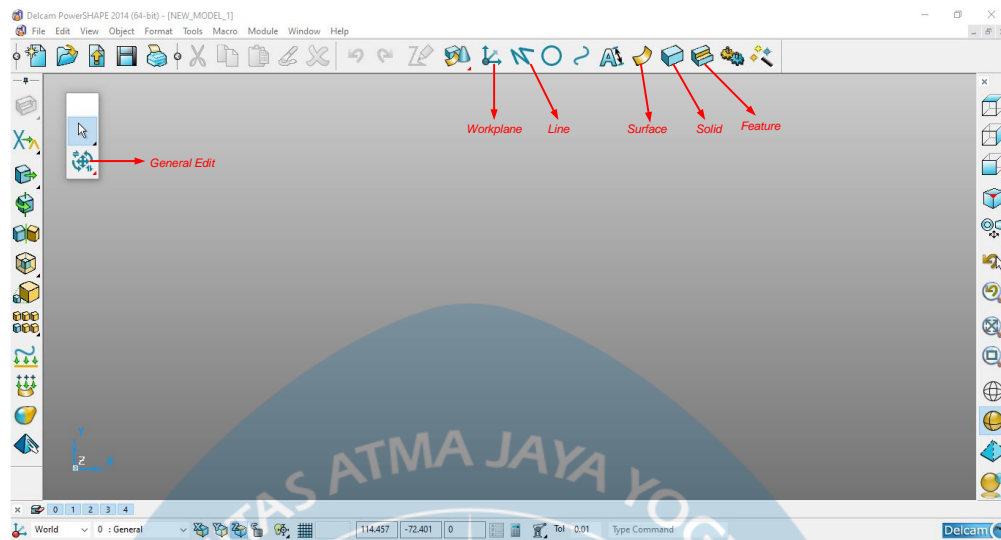 Delcam PowerSHAPE 2014 (64-bit) - [NEW_MODEL_1]
File Edit View Object Format Tools Macro Module Window Help
Workplane Line Surface Solid Feature
General Edit
Y
Z
X
ATMA JAYA
0 1 2 3 4
World 0 : General 114.457 -72.401 0 Tol 0.01 Type Command Delcam